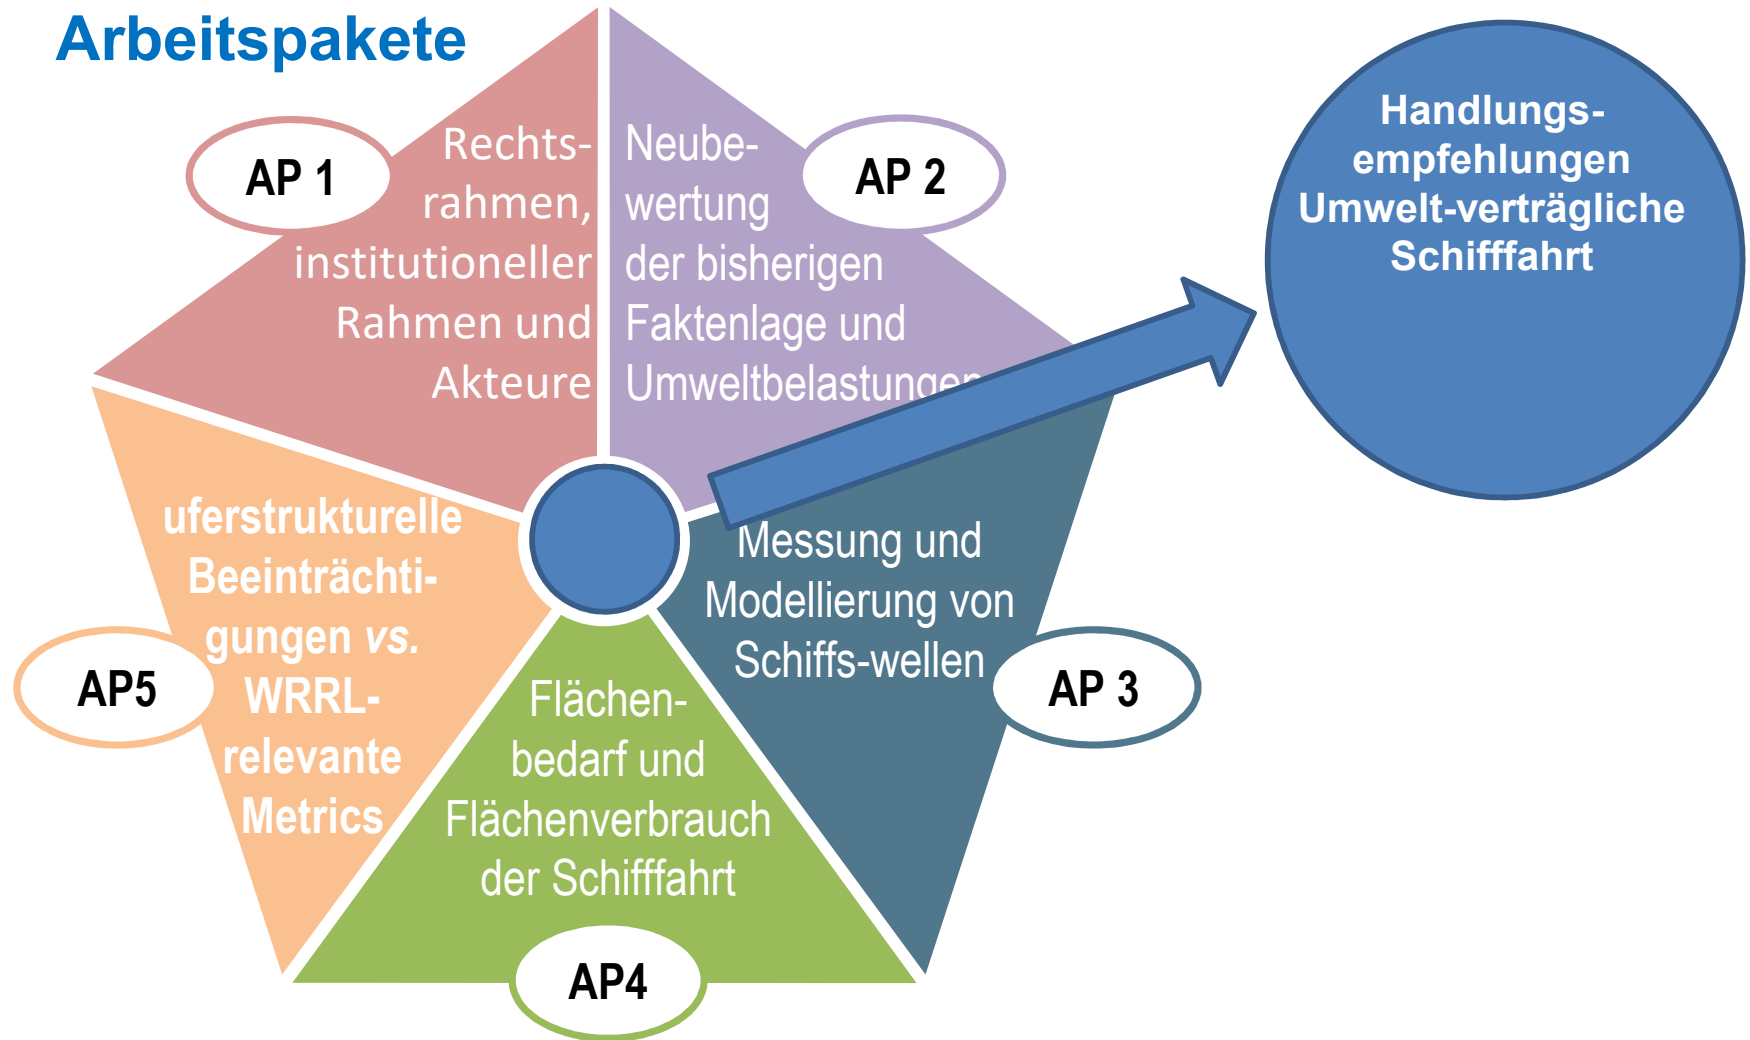 Arbeitspakete
AP 1
Rechts-
rahmen,
institutioneller
Rahmen und
Akteure
Neube-
wertung
der bisherigen
Faktenlage und
Umweltbelastungen
AP 2
Handlungs-
empfehlungen
Umwelt-verträgliche
Schifffahrt
Messung und
Modellierung von
Schiffs-wellen
AP 3
Flächen-
bedarf und
Flächenverbrauch
der Schifffahrt
AP4
uferstrukturelle
Beeinträchti-
gungen vs.
WRRL-
relevante
Metrics
AP5